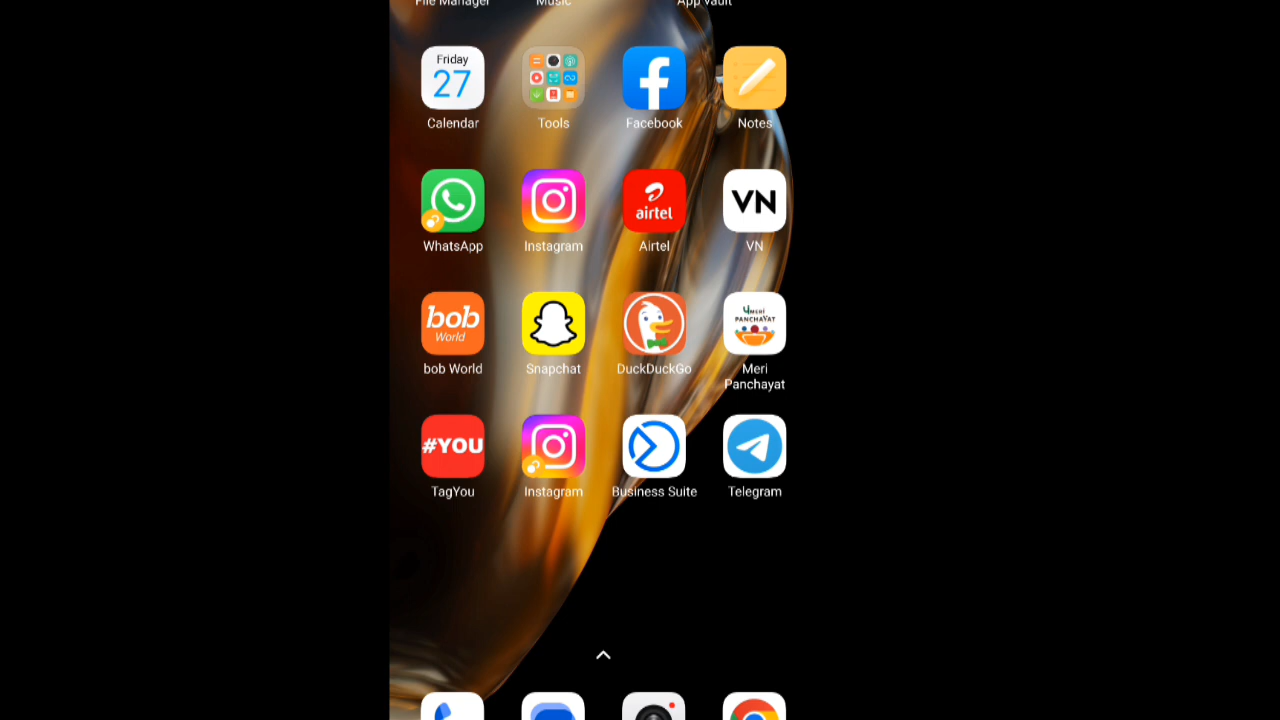 File Manager Music App vault
Friday
27
Calendar Tools Facebook Notes
airtel VN
WhatsApp Instagram Airtel VN
bob
World
MERI
PANCHAYAT
bob World Snapchat DuckDuckGo Meri
Panchayat
#YOU
TagYou Instagram Business Suite Telegram